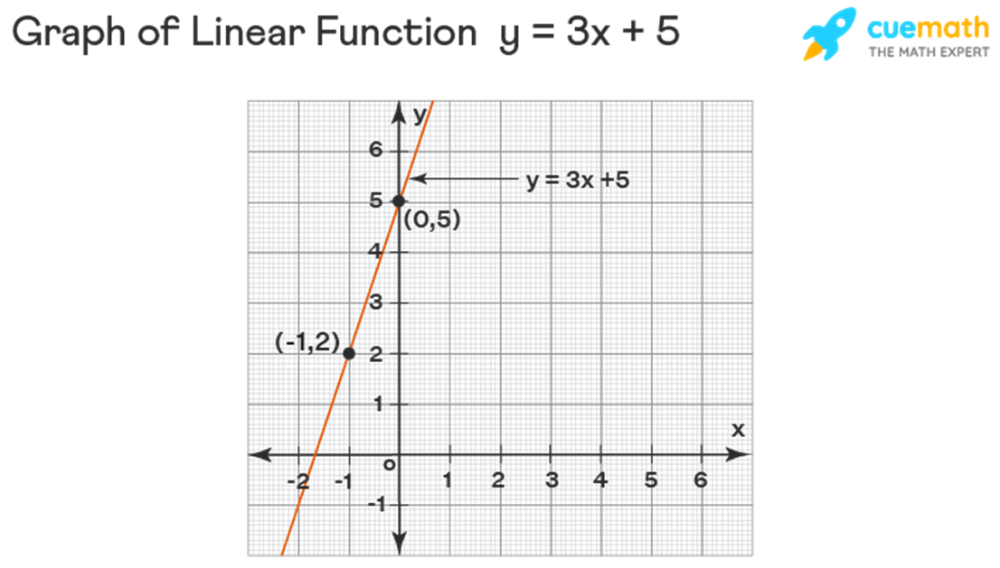 Graph of Linear Function y = 3x + 5
cuemath
THE MATH EXPERT
y
6
y = 3x +5
5
(0,5)
4
3
(-1,2)
2
1
x
o
-2 -1 1 2 3 4 5 6
-1